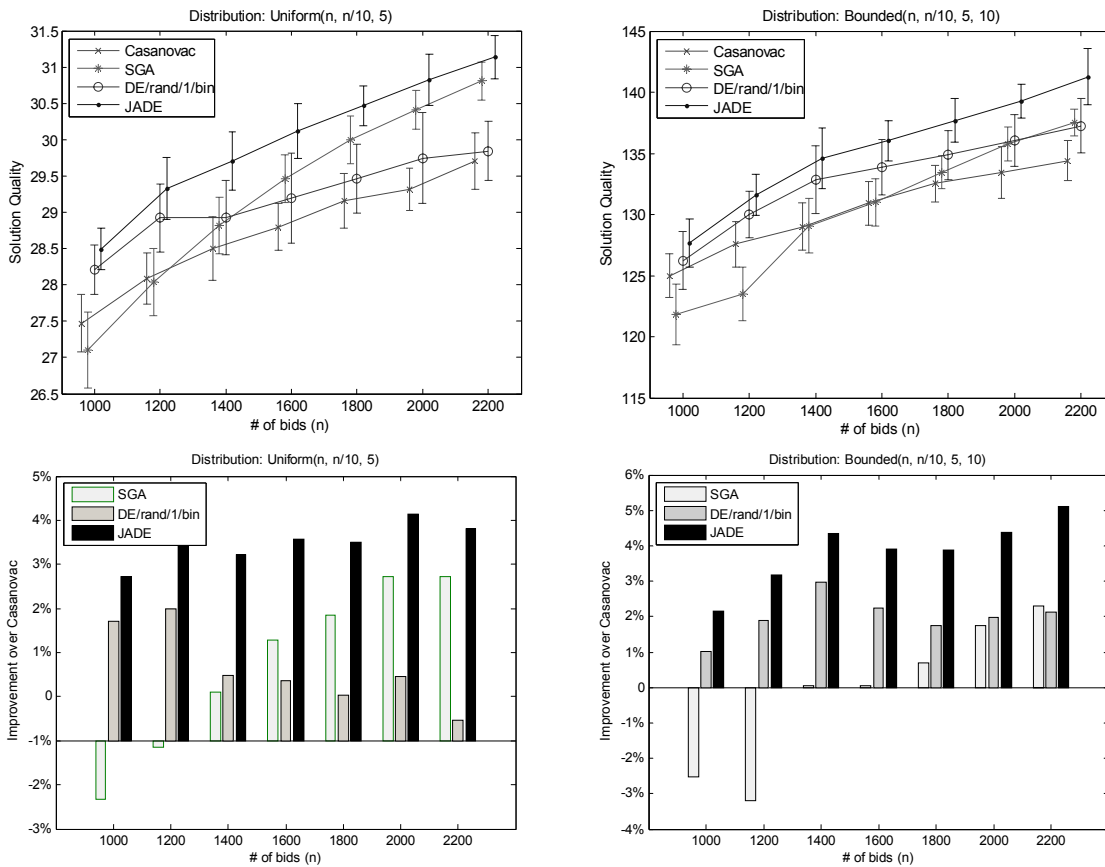 Distribution: Uniform(n, n/10, 5)
31.5
31
30.5
30
29.5
29
28.5
28
27.5
27
26.5
Solution Quality
Casanovac
SGA
DE/rand/1/bin
JADE
1000 1200 1400 1600 1800 2000 2200
# of bids (n)
Distribution: Bounded(n, n/10, 5, 10)
145
140
135
130
125
120
115
Solution Quality
Casanovac
SGA
DE/rand/1/bin
JADE
1000 1200 1400 1600 1800 2000 2200
# of bids (n)
Distribution: Uniform(n, n/10, 5)
5%
4%
3%
2%
1%
0
-1%
-2%
-3%
Improvement over Casanovac
SGA
DE/rand/1/bin
JADE
1000 1200 1400 1600 1800 2000 2200
# of bids (n)
Distribution: Bounded(n, n/10, 5, 10)
6%
5%
4%
3%
2%
1%
0
-1%
-2%
-3%
-4%
Improvement over Casanovac
SGA
DE/rand/1/bin
JADE
1000 1200 1400 1600 1800 2000 2200
# of bids (n)